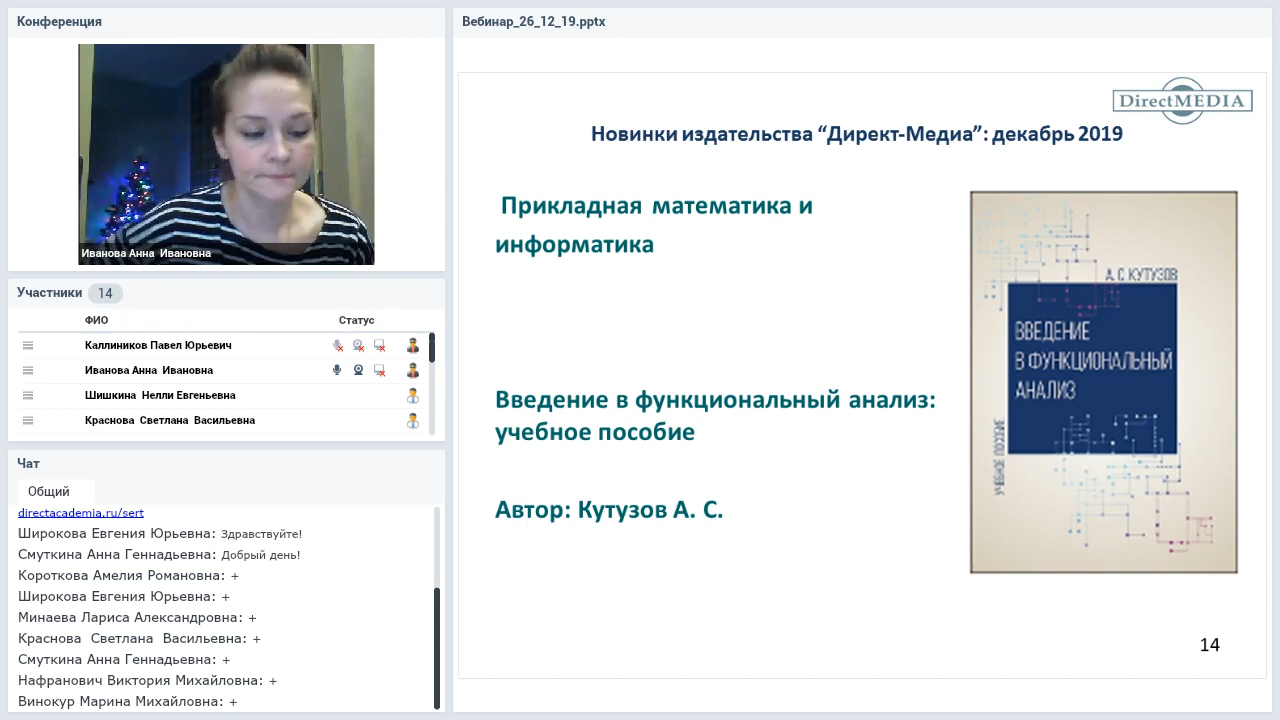 Конференция
Иванова Анна Ивановна
Участники 14
ФИО Статус
Каллиников Павел Юрьевич
Иванова Анна Ивановна
Шишкина Нелли Евгеньевна
Краснова Светлана Васильевна
Чат
Общий
directacademia.ru/sert
Широкова Евгения Юрьевна: Здравствуйте!
Смуткина Анна Геннадьевна: Добрый день!
Короткова Амелия Романовна: +
Широкова Евгения Юрьевна: +
Минаева Лариса Александровна: +
Краснова Светлана Васильевна: +
Смуткина Анна Геннадьевна: +
Нафранович Виктория Михайловна: +
Винокур Марина Михайловна: +
Вебинар_26_12_19.pptx
DirectMEDIA
Новинки издательства “Директ-Медиа”: декабрь 2019
Прикладная математика и
информатика
Введение в функциональный анализ:
учебное пособие
Автор: Кутузов А. С.
А. С. КУТУЗОВ
ВВЕДЕНИЕ
В ФУНКЦИОНАЛЬНЫЙ
АНАЛИЗ
УЧЕБНОЕ ПОСОБИЕ
14